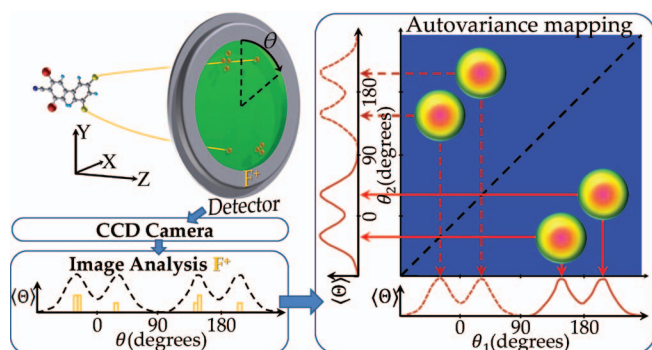 θ
Y
X
Z
F⁺
Detector
CCD Camera
Image Analysis F⁺
⟨Θ⟩
0 90 180
θ(degrees)
Autovariance mapping
180
90
0
θ₂(degrees)
⟨Θ⟩
⟨Θ⟩
0 90 180
θ₁(degrees)